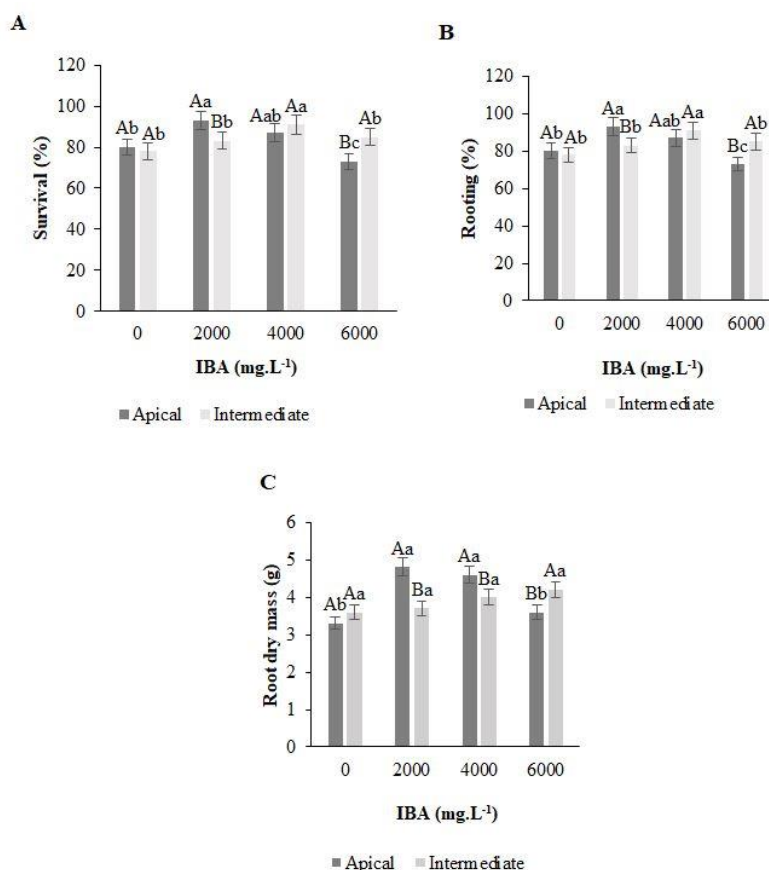 A
120
100
80
60
40
20
0
Survival (%)
Ab Ab Aa Bb Aab Aa Bc Ab
0 2000 4000 6000
IBA (mg.L⁻¹)
Apical Intermediate
B
120
100
80
60
40
20
0
Rooting (%)
Ab Ab Aa Bb Aab Aa Bc Ab
0 2000 4000 6000
IBA (mg.L⁻¹)
Apical Intermediate
C
6
5
4
3
2
1
0
Root dry mass (g)
Ab Aa Aa Ba Aa Ba Bb Aa
0 2000 4000 6000
IBA (mg.L⁻¹)
Apical Intermediate